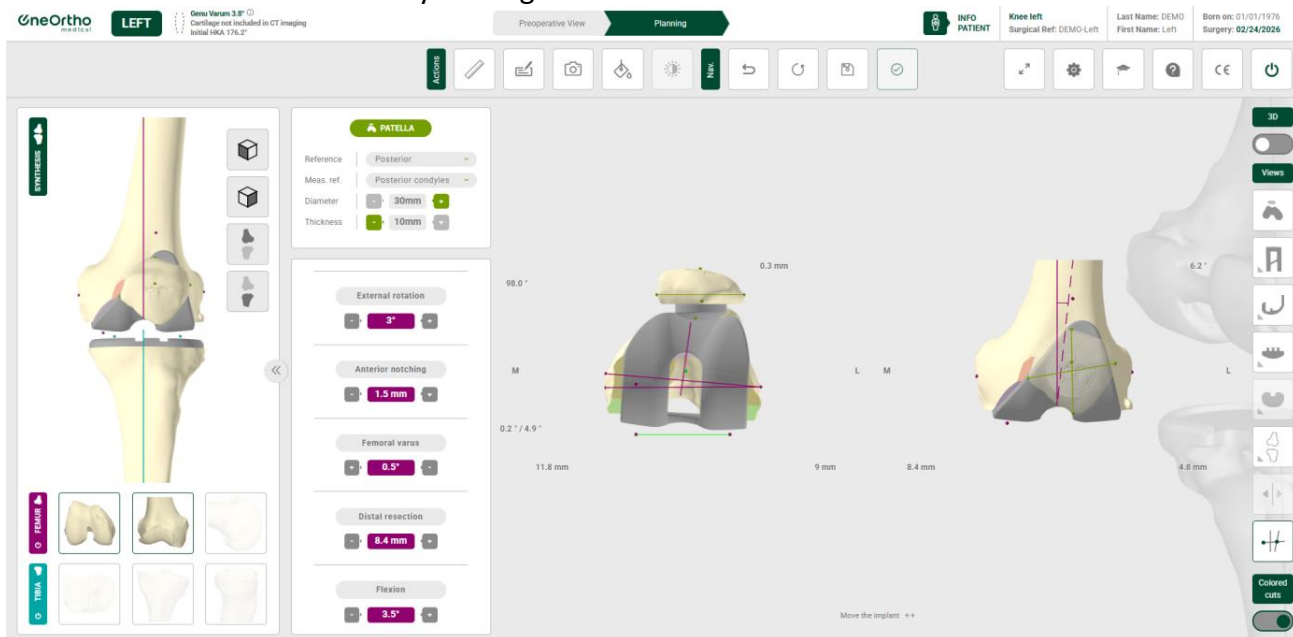 OneOrtho
medical
LEFT
Genu Varum 3.8° ⓘ
Cartilage not included in CT imaging
Initial HKA 176.2°
Preoperative View
Planning
INFO
PATIENT
Knee left
Surgical Ref: DEMO-Left
Last Name: DEMO
First Name: Left
Born on: 01/01/1976
Surgery: 02/24/2026
Actions
Nav.
CE
SYNTHESIS
PATELLA
Reference Posterior
Meas. ref. Posterior condyles
Diameter - 30mm +
Thickness - 10mm +
External rotation
- 3° +
Anterior notching
- 1.5 mm +
Femoral varus
+ 0.5° -
Distal resection
- 8.4 mm +
Flexion
- 3.5° +
FEMUR
TIBIA
98.0 °
0.3 mm
M
L
0.2 ° / 4.9 °
11.8 mm
9 mm
6.2 °
M
L
8.4 mm
4.8 mm
Move the implant ↔
3D
Views
Colored
cuts